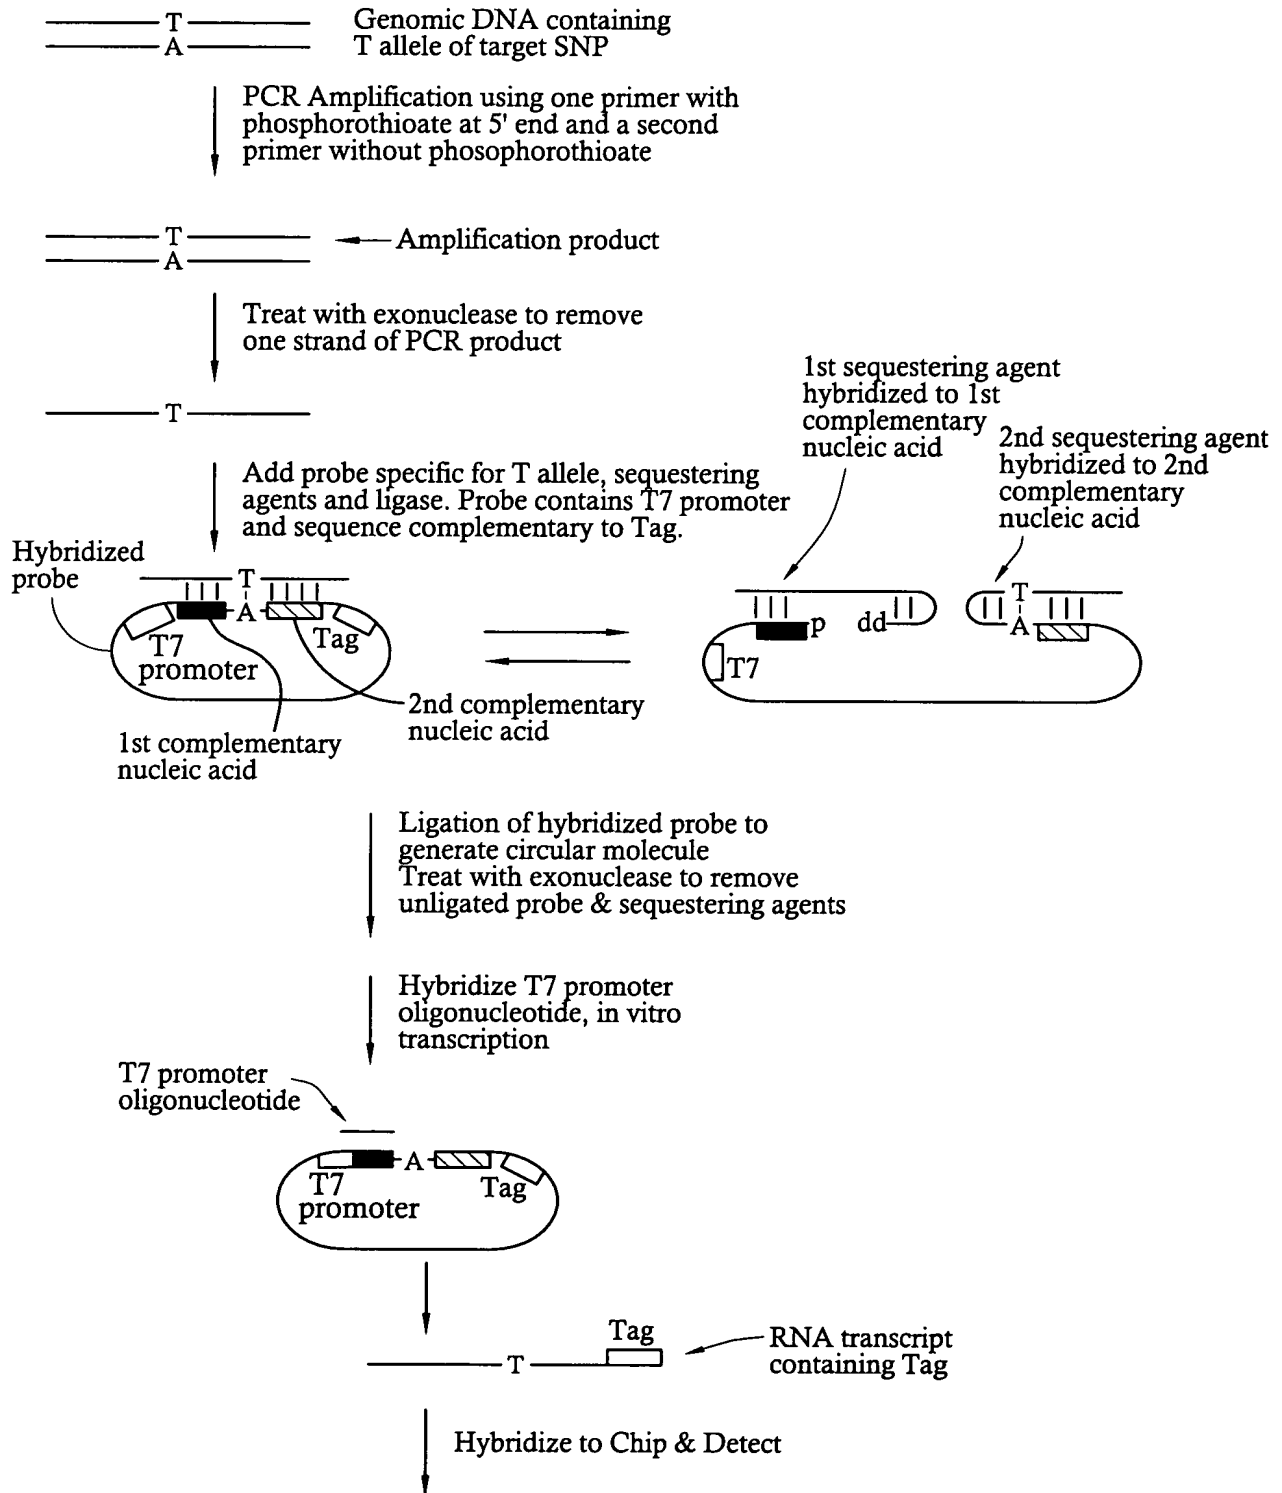 T
A
Genomic DNA containing
T allele of target SNP
PCR Amplification using one primer with
phosphorothioate at 5' end and a second
primer without phosophorothioate
T
A
Amplification product
Treat with exonuclease to remove
one strand of PCR product
T
1st sequestering agent
hybridized to 1st
complementary
nucleic acid
2nd sequestering agent
hybridized to 2nd
complementary
nucleic acid
Add probe specific for T allele, sequestering
agents and ligase. Probe contains T7 promoter
and sequence complementary to Tag.
Hybridized
probe
T
A
T7
promoter
Tag
1st complementary
nucleic acid
2nd complementary
nucleic acid
p
dd
T
A
T7
Ligation of hybridized probe to
generate circular molecule
Treat with exonuclease to remove
unligated probe & sequestering agents
Hybridize T7 promoter
oligonucleotide, in vitro
transcription
T7 promoter
oligonucleotide
A
T7
promoter
Tag
Tag
T
RNA transcript
containing Tag
Hybridize to Chip & Detect